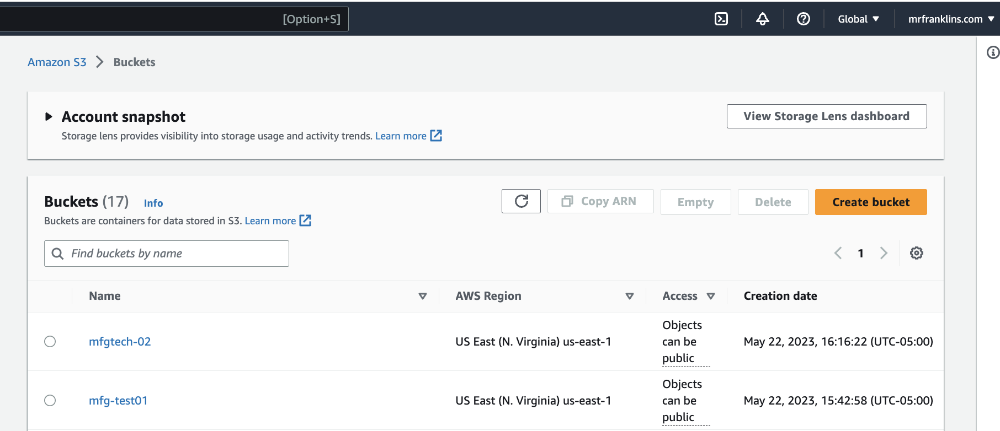 [Option+S] Global mrfranklins.com
Amazon S3 Buckets
Account snapshot
View Storage Lens dashboard
Storage lens provides visibility into storage usage and activity trends. Learn more
Buckets (17) Info
Copy ARN Empty Delete Create bucket
Buckets are containers for data stored in S3. Learn more
Find buckets by name
1
Name AWS Region Access Creation date
mfgtech-02 US East (N. Virginia) us-east-1 Objects can be public May 22, 2023, 16:16:22 (UTC-05:00)
mfg-test01 US East (N. Virginia) us-east-1 Objects can be public May 22, 2023, 15:42:58 (UTC-05:00)